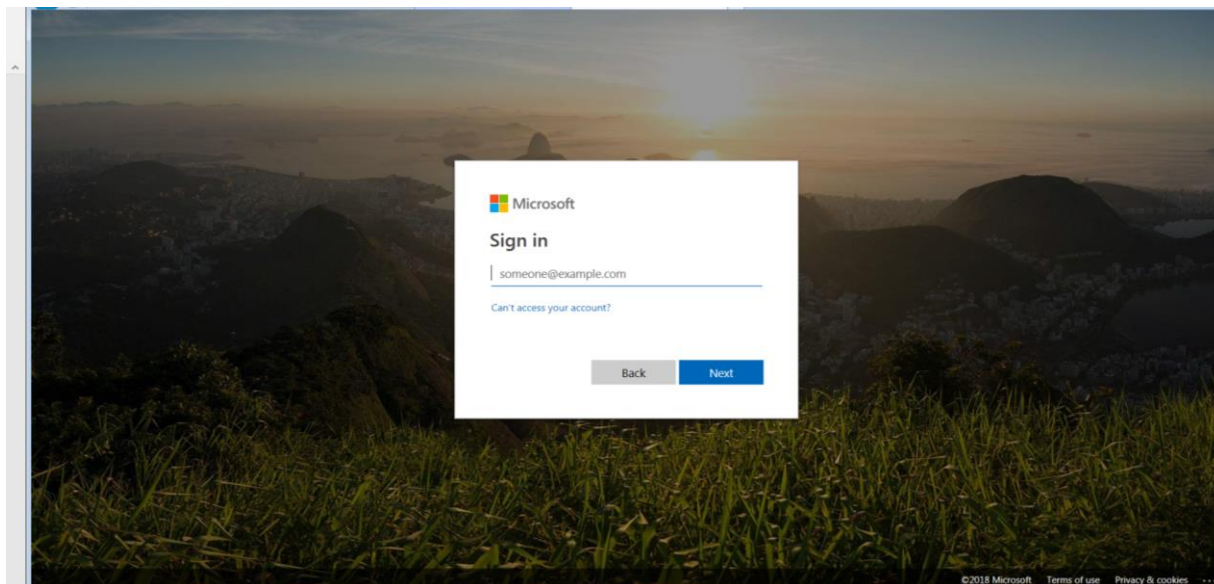 Microsoft
Sign in
someone@example.com
Can't access your account?
Back Next
©2018 Microsoft Terms of use Privacy & cookies